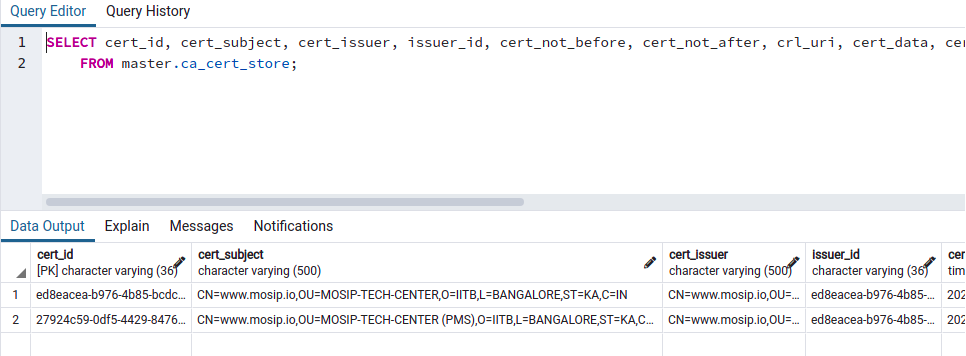 Query Editor Query History
1 SELECT cert_id, cert_subject, cert_issuer, issuer_id, cert_not_before, cert_not_after, crl_uri, cert_data, cer
2 FROM master.ca_cert_store;
Data Output Explain Messages Notifications
cert_id cert_subject cert_issuer issuer_id cer
[PK] character varying (36) character varying (500) character varying (500) character varying (36) tim
1 ed8eacea-b976-4b85-bcdc... CN=www.mosip.io,OU=MOSIP-TECH-CENTER,O=IITB,L=BANGALORE,ST=KA,C=IN CN=www.mosip.io,OU=... ed8eacea-b976-4b85-... 202
2 27924c59-0df5-4429-8476... CN=www.mosip.io,OU=MOSIP-TECH-CENTER (PMS),O=IITB,L=BANGALORE,ST=KA,C... CN=www.mosip.io,OU=... ed8eacea-b976-4b85-... 202